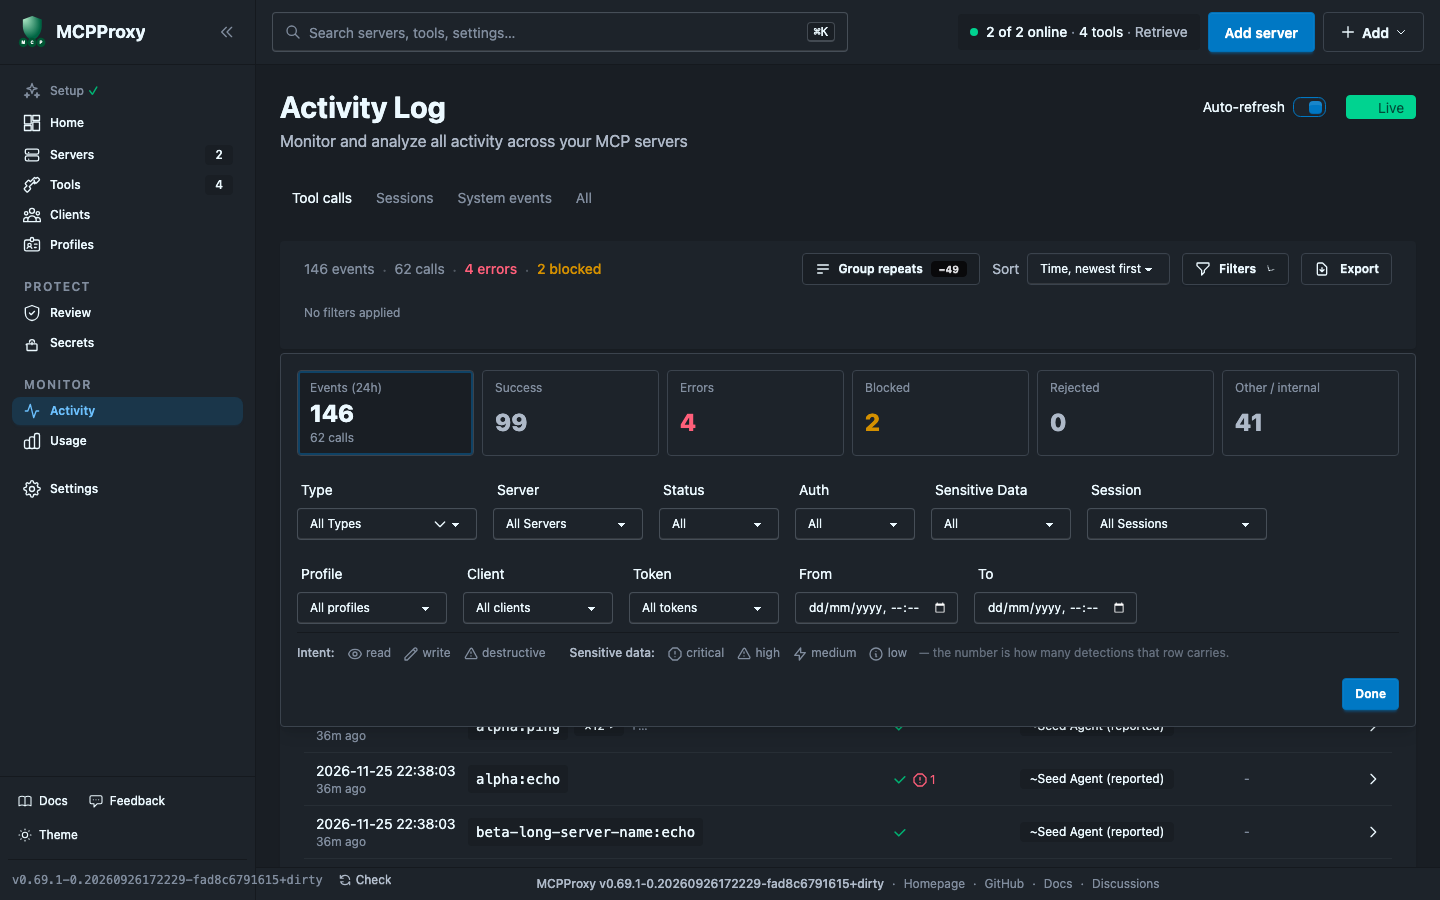 MCPProxy
Search servers, tools, settings...
⌘K
2 of 2 online · 4 tools · Retrieve
Add server
Add
Setup
Home
Servers 2
Tools 4
Clients
Profiles
PROTECT
Review
Secrets
MONITOR
Activity
Usage
Settings
Docs
Feedback
Theme
v0.69.1-0.20260926172229-fad8c6791615+dirty
Check
Activity Log
Auto-refresh
Live
Monitor and analyze all activity across your MCP servers
Tool calls Sessions System events All
146 events · 62 calls · 4 errors · 2 blocked
Group repeats −49
Sort
Time, newest first
Filters
Export
No filters applied
Events (24h)
146
62 calls
Success
99
Errors
4
Blocked
2
Rejected
0
Other / internal
41
Type Server Status Auth Sensitive Data Session
All Types All Servers All All All All Sessions
Profile Client Token From To
All profiles All clients All tokens dd/mm/yyyy, --:-- dd/mm/yyyy, --:--
Intent: read write destructive Sensitive data: critical high medium low — the number is how many detections that row carries.
Done
36m ago
alpha:ping
×12
~Seed Agent (reported)
2026-11-25 22:38:03
36m ago
alpha:echo
1
~Seed Agent (reported)
-
2026-11-25 22:38:03
36m ago
beta-long-server-name:echo
~Seed Agent (reported)
-
MCPProxy v0.69.1-0.20260926172229-fad8c6791615+dirty · Homepage · GitHub · Docs · Discussions